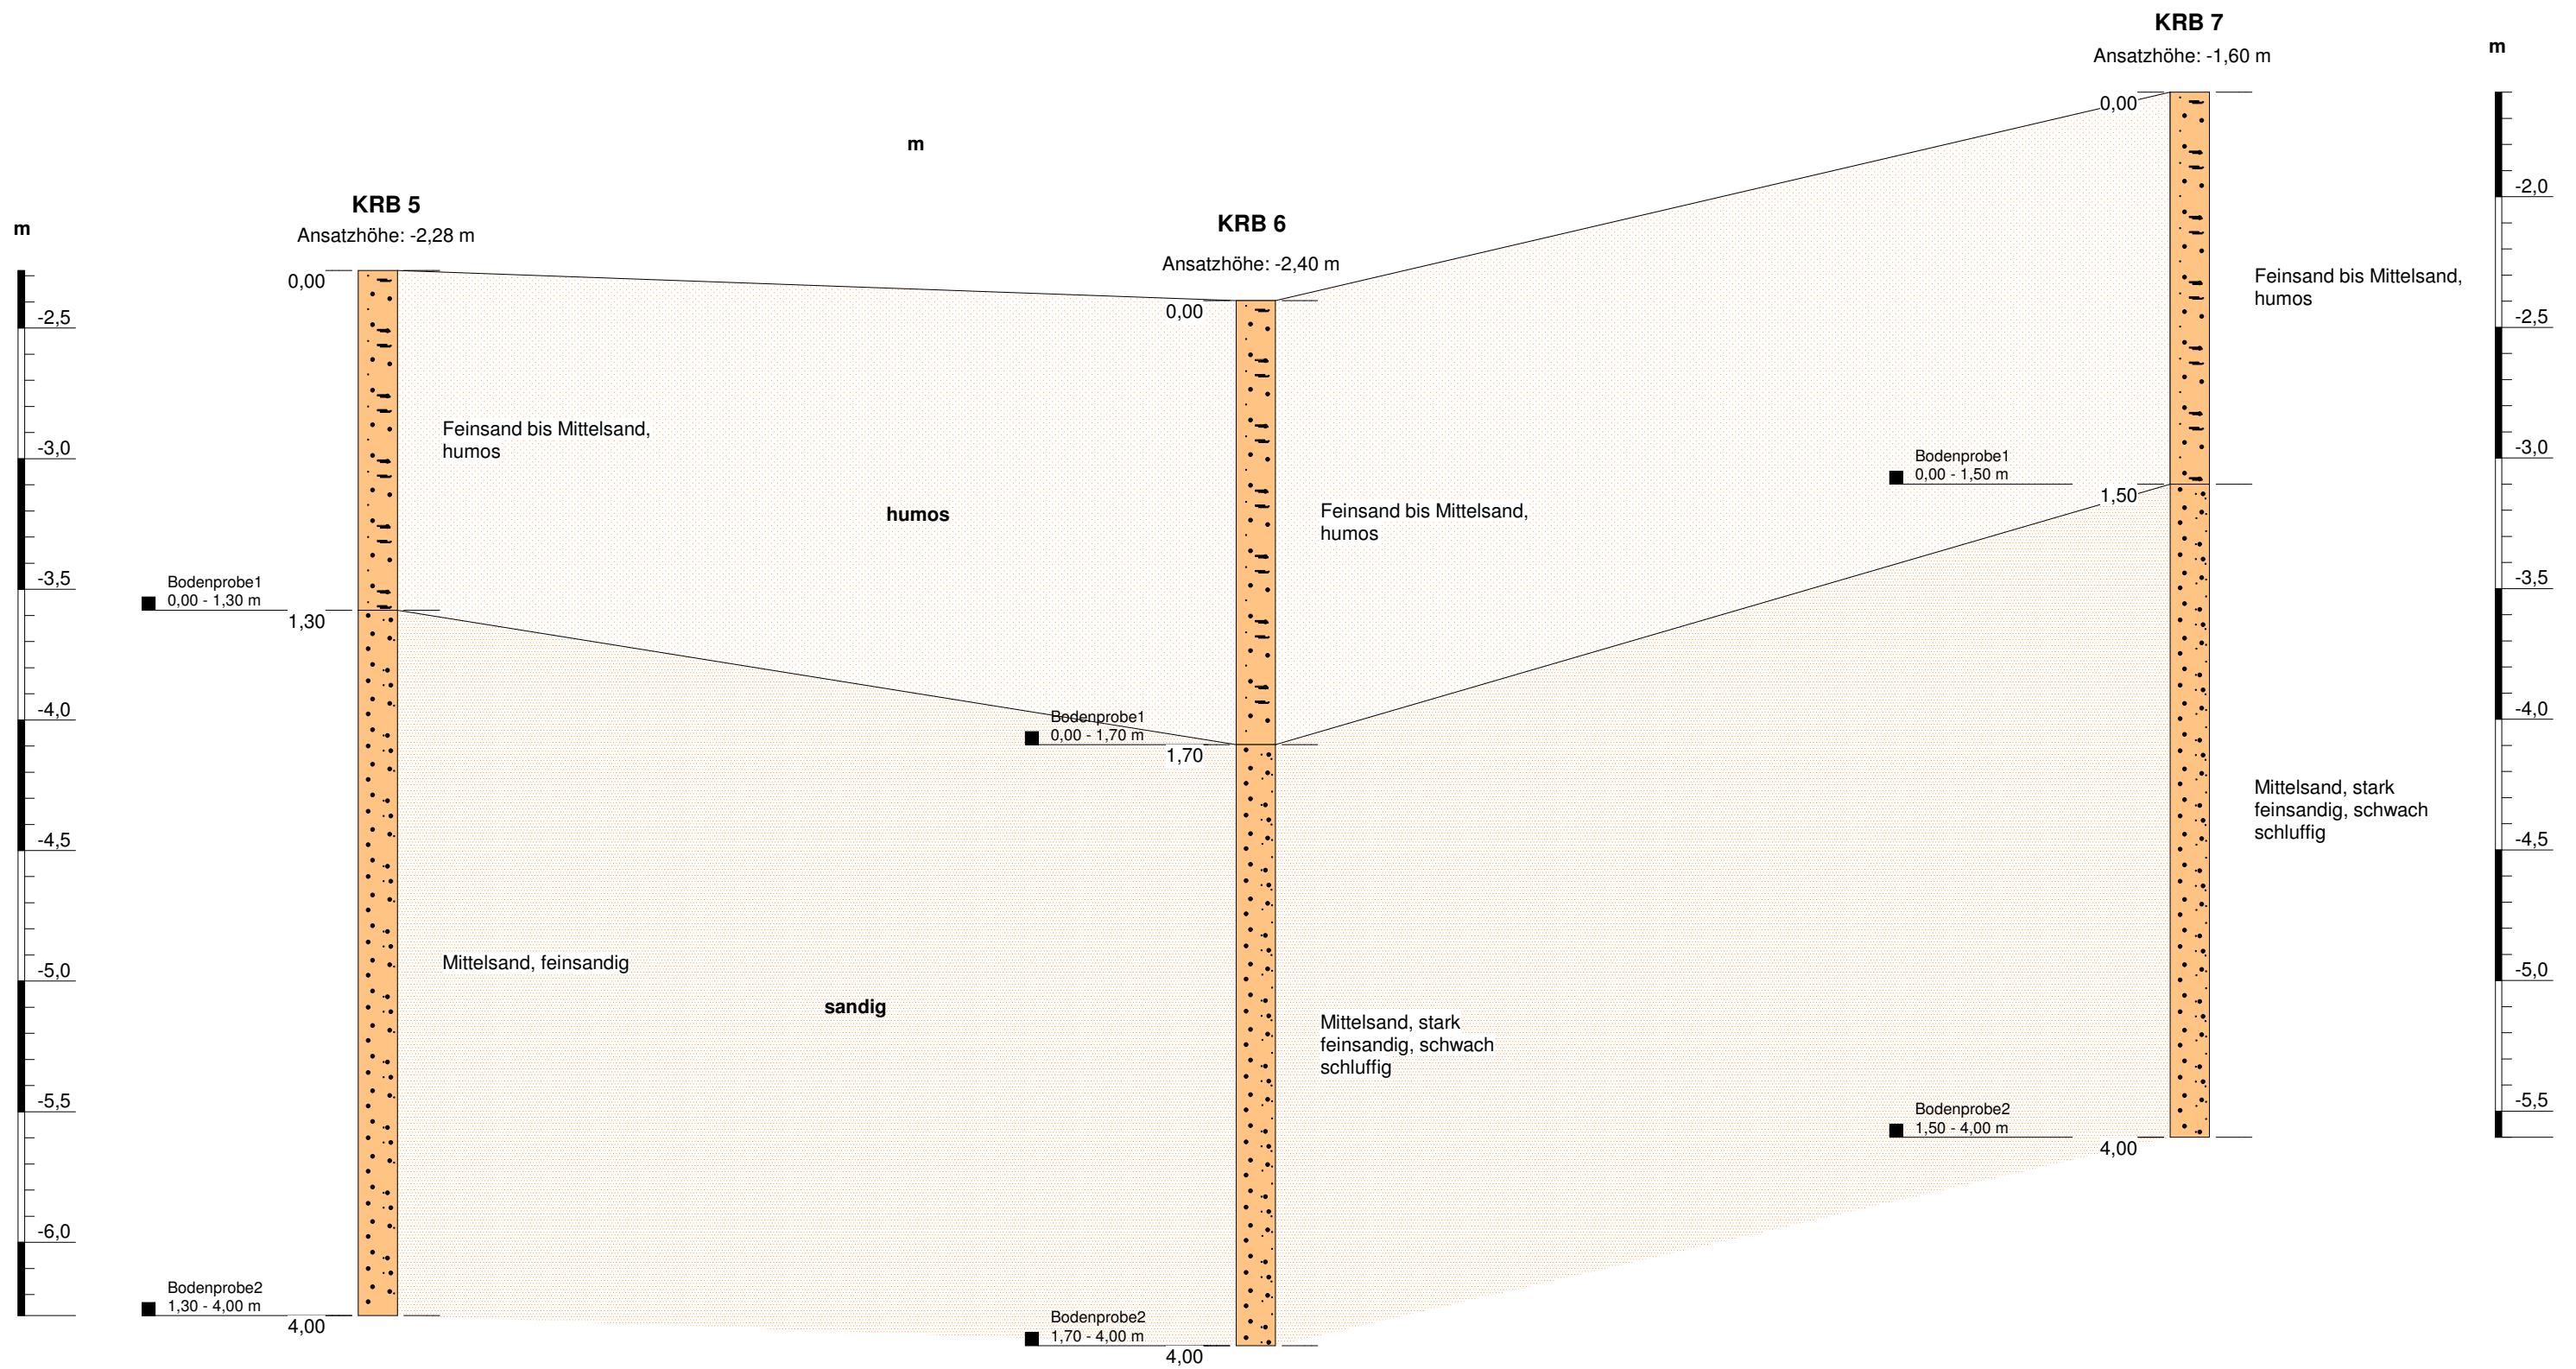 KRB 7
Ansatzhöhe: -1,60 m
m
m
KRB 5
Ansatzhöhe: -2,28 m
KRB 6
Ansatzhöhe: -2,40 m
m
-2,5
-3,0
-3,5
-4,0
-4,5
-5,0
-5,5
-6,0
0,00
Bodenprobe1
0,00 - 1,30 m
1,30
Bodenprobe2
1,30 - 4,00 m
4,00
Feinsand bis Mittelsand,
humos
Mittelsand, feinsandig
humos
sandig
0,00
Bodenprobe1
0,00 - 1,70 m
1,70
Bodenprobe2
1,70 - 4,00 m
4,00
Feinsand bis Mittelsand,
humos
Mittelsand, stark
feinsandig, schwach
schluffig
0,00
Bodenprobe1
0,00 - 1,50 m
1,50
Bodenprobe2
1,50 - 4,00 m
4,00
Feinsand bis Mittelsand,
humos
Mittelsand, stark
feinsandig, schwach
schluffig
-2,0
-2,5
-3,0
-3,5
-4,0
-4,5
-5,0
-5,5